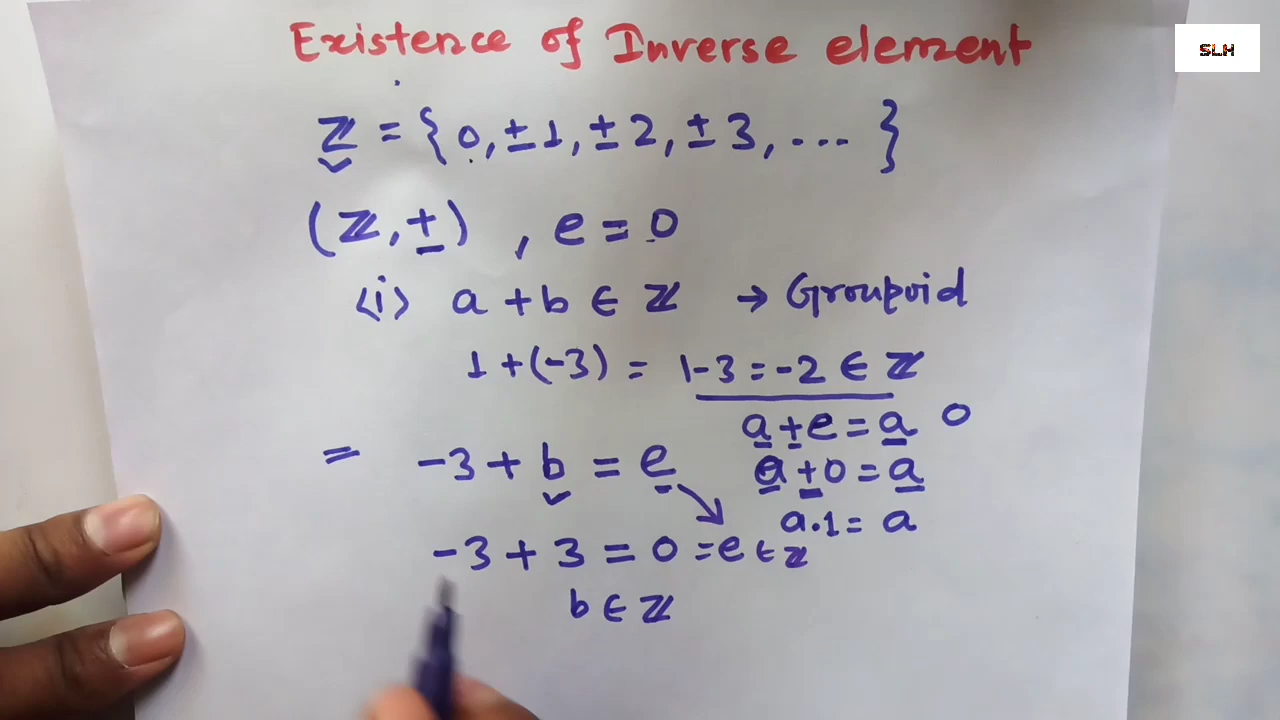 Existence of Inverse element
SLH
ℤ = { 0, ±1, ±2, ±3, ... }
(ℤ, +) , e = 0
<i> a + b ∈ ℤ → Groupoid
1 + (-3) = 1-3 = -2 ∈ ℤ
a + e = a 0
= -3 + b = e
a + 0 = a
a.1 = a
-3 + 3 = 0 = e ∈ ℤ
b ∈ ℤ